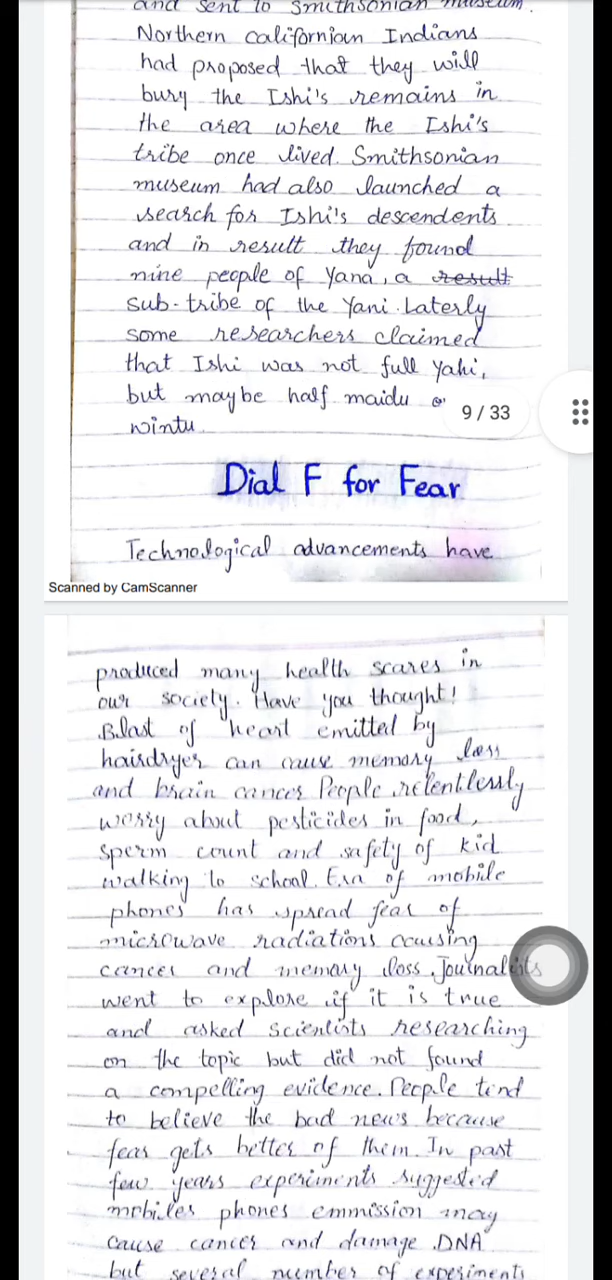 and sent to Smithsonian museum.
Northern Californian Indians
had proposed that they will
bury the Ishi's remains in
the area where the Ishi's
tribe once lived. Smithsonian
museum had also launched a
search for Ishi's descendents
and in result they found
nine people of Yana, a result
sub-tribe of the Yani. Laterly
some researchers claimed
that Ishi was not full Yahi,
but maybe half maidu
9 / 33
wintu.
Dial F for Fear
Technological advancements have
Scanned by CamScanner
produced many health scares in
our society. Have you thought!
Blast of heart emitted by
hairdryer can cause memory loss
and brain cancer People relentlessly
worry about pesticides in food,
sperm count and safety of kid
walking to school. Era of mobile
phones has spread fear of
microwave radiations ocausing
cancer and memory loss. Journalists
went to explore if it is true
and asked scientists researching
on the topic but did not found
a compelling evidence. People tend
to believe the bad news because
fear gets better of them. In past
few years experiments suggested
mobiles phones emmission may
cause cancer and damage DNA
but several number of experiments